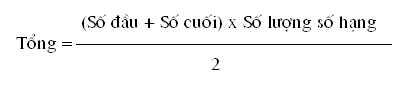 (Số đầu + Số cuối) x Số lượng số hạng
Tổng =
2